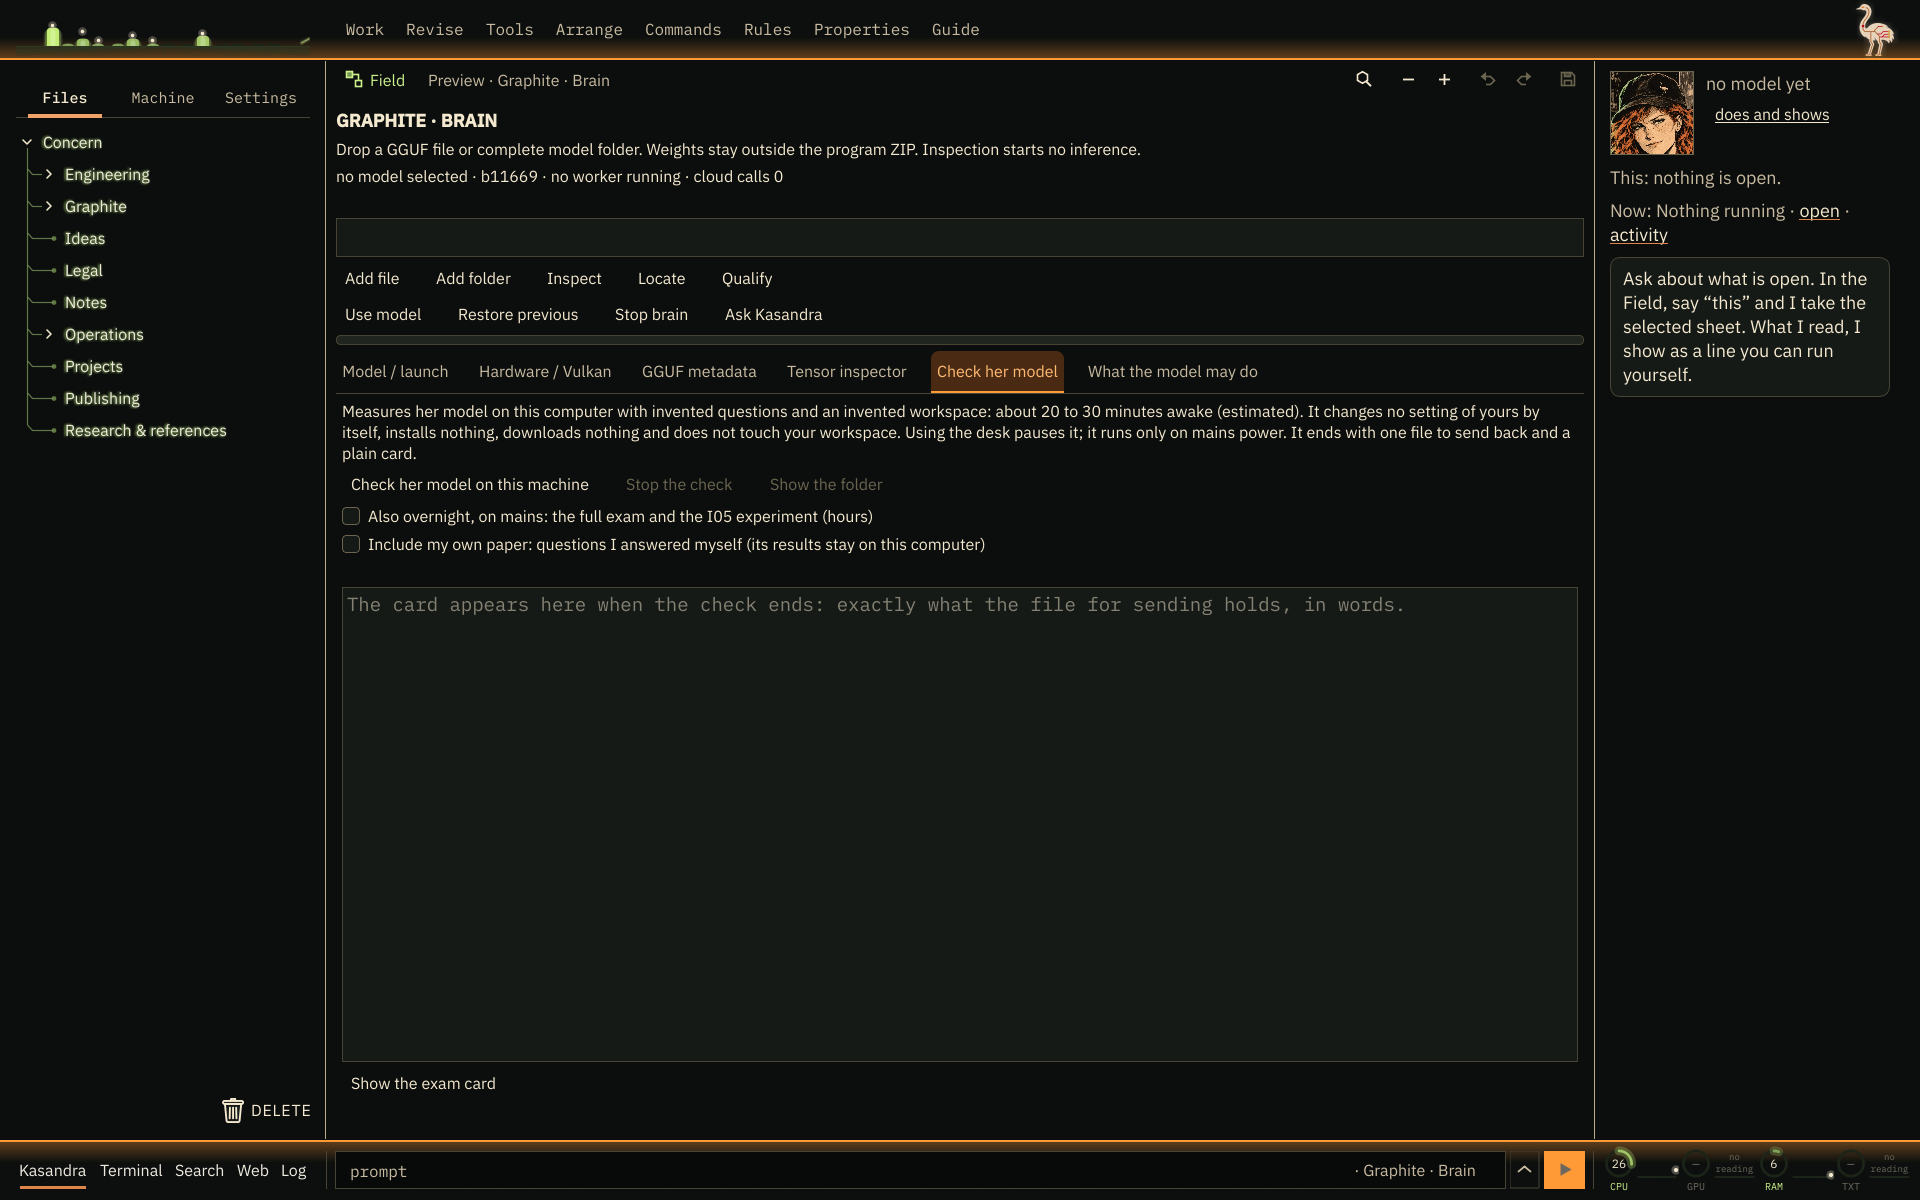 Work Revise Tools Arrange Commands Rules Properties Guide
Files Machine Settings
Concern
Engineering
Graphite
Ideas
Legal
Notes
Operations
Projects
Publishing
Research & references
DELETE
Field Preview · Graphite · Brain
GRAPHITE · BRAIN
Drop a GGUF file or complete model folder. Weights stay outside the program ZIP. Inspection starts no inference.
no model selected · b11669 · no worker running · cloud calls 0
Add file Add folder Inspect Locate Qualify
Use model Restore previous Stop brain Ask Kasandra
Model / launch Hardware / Vulkan GGUF metadata Tensor inspector Check her model What the model may do
Measures her model on this computer with invented questions and an invented workspace: about 20 to 30 minutes awake (estimated). It changes no setting of yours by
itself, installs nothing, downloads nothing and does not touch your workspace. Using the desk pauses it; it runs only on mains power. It ends with one file to send back and a
plain card.
Check her model on this machine Stop the check Show the folder
Also overnight, on mains: the full exam and the I05 experiment (hours)
Include my own paper: questions I answered myself (its results stay on this computer)
The card appears here when the check ends: exactly what the file for sending holds, in words.
Show the exam card
no model yet
does and shows
This: nothing is open.
Now: Nothing running · open ·
activity
Ask about what is open. In the
Field, say “this” and I take the
selected sheet. What I read, I
show as a line you can run
yourself.
Kasandra Terminal Search Web Log
prompt · Graphite · Brain
26 CPU
– GPU no reading
6 RAM
– TXT no reading